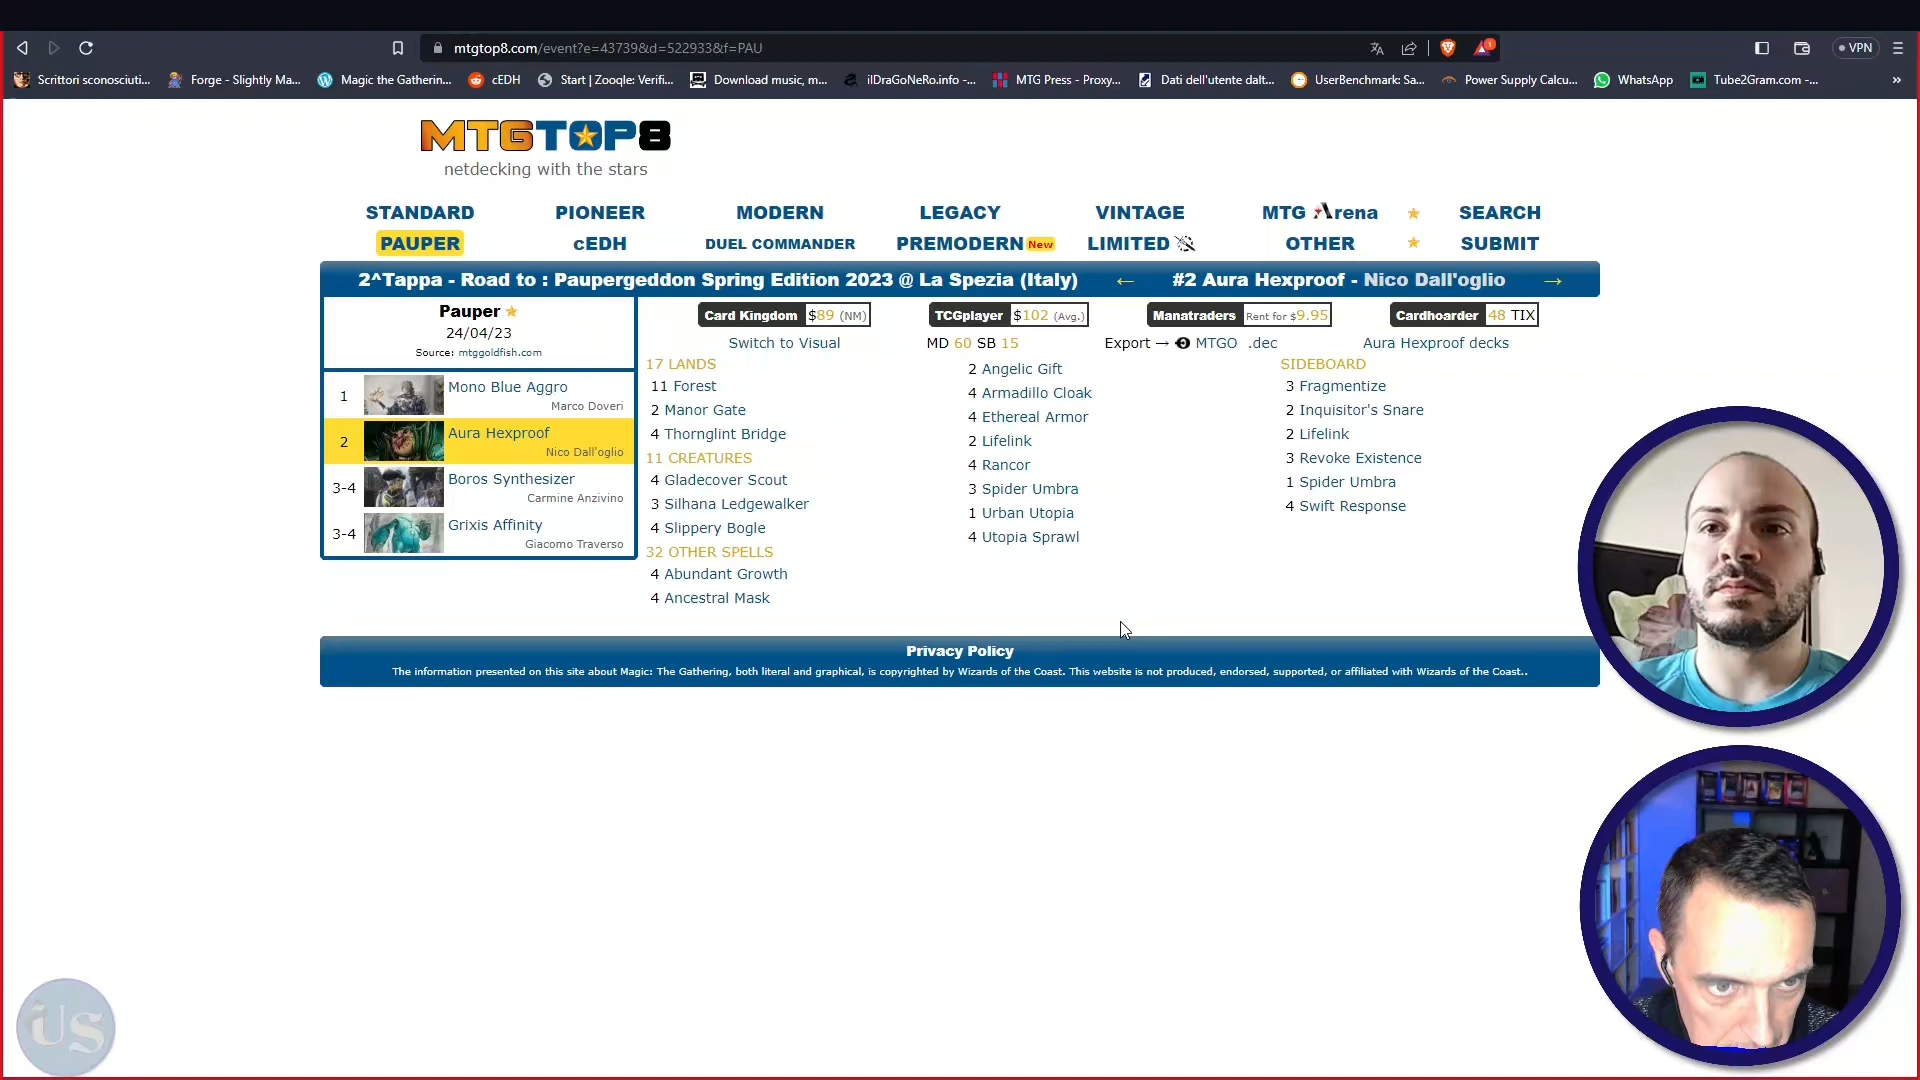 mtgtop8.com/event?e=43739&d=522933&f=PAU
1
VPN
Scrittori sconosciuti...
Forge - Slightly Ma...
Magic the Gatherin...
cEDH
Start | Zooqle: Verifi...
Download music, m...
ilDraGoNeRo.info -...
MTG Press - Proxy...
Dati dell'utente dalt...
UserBenchmark: Sa...
Power Supply Calcu...
WhatsApp
Tube2Gram.com -...
»
MTGTOP8
netdecking with the stars
STANDARD PIONEER MODERN LEGACY VINTAGE MTG Arena SEARCH
PAUPER cEDH DUEL COMMANDER PREMODERN New LIMITED OTHER SUBMIT
2^Tappa - Road to : Paupergeddon Spring Edition 2023 @ La Spezia (Italy) ← #2 Aura Hexproof - Nico Dall'oglio →
Pauper
24/04/23
Source: mtggoldfish.com
1 Mono Blue Aggro
Marco Doveri
2 Aura Hexproof
Nico Dall'oglio
3-4 Boros Synthesizer
Carmine Anzivino
3-4 Grixis Affinity
Giacomo Traverso
Card Kingdom $89 (NM)
TCGplayer $102 (Avg.)
Manatraders Rent for $9.95
Cardhoarder 48 TIX
Switch to Visual
MD 60 SB 15
Export → MTGO .dec
Aura Hexproof decks
17 LANDS
11 Forest
2 Manor Gate
4 Thornglint Bridge
11 CREATURES
4 Gladecover Scout
3 Silhana Ledgewalker
4 Slippery Bogle
32 OTHER SPELLS
4 Abundant Growth
4 Ancestral Mask
2 Angelic Gift
4 Armadillo Cloak
4 Ethereal Armor
2 Lifelink
4 Rancor
3 Spider Umbra
1 Urban Utopia
4 Utopia Sprawl
SIDEBOARD
3 Fragmentize
2 Inquisitor's Snare
2 Lifelink
3 Revoke Existence
1 Spider Umbra
4 Swift Response
Privacy Policy
The information presented on this site about Magic: The Gathering, both literal and graphical, is copyrighted by Wizards of the Coast. This website is not produced, endorsed, supported, or affiliated with Wizards of the Coast..
US